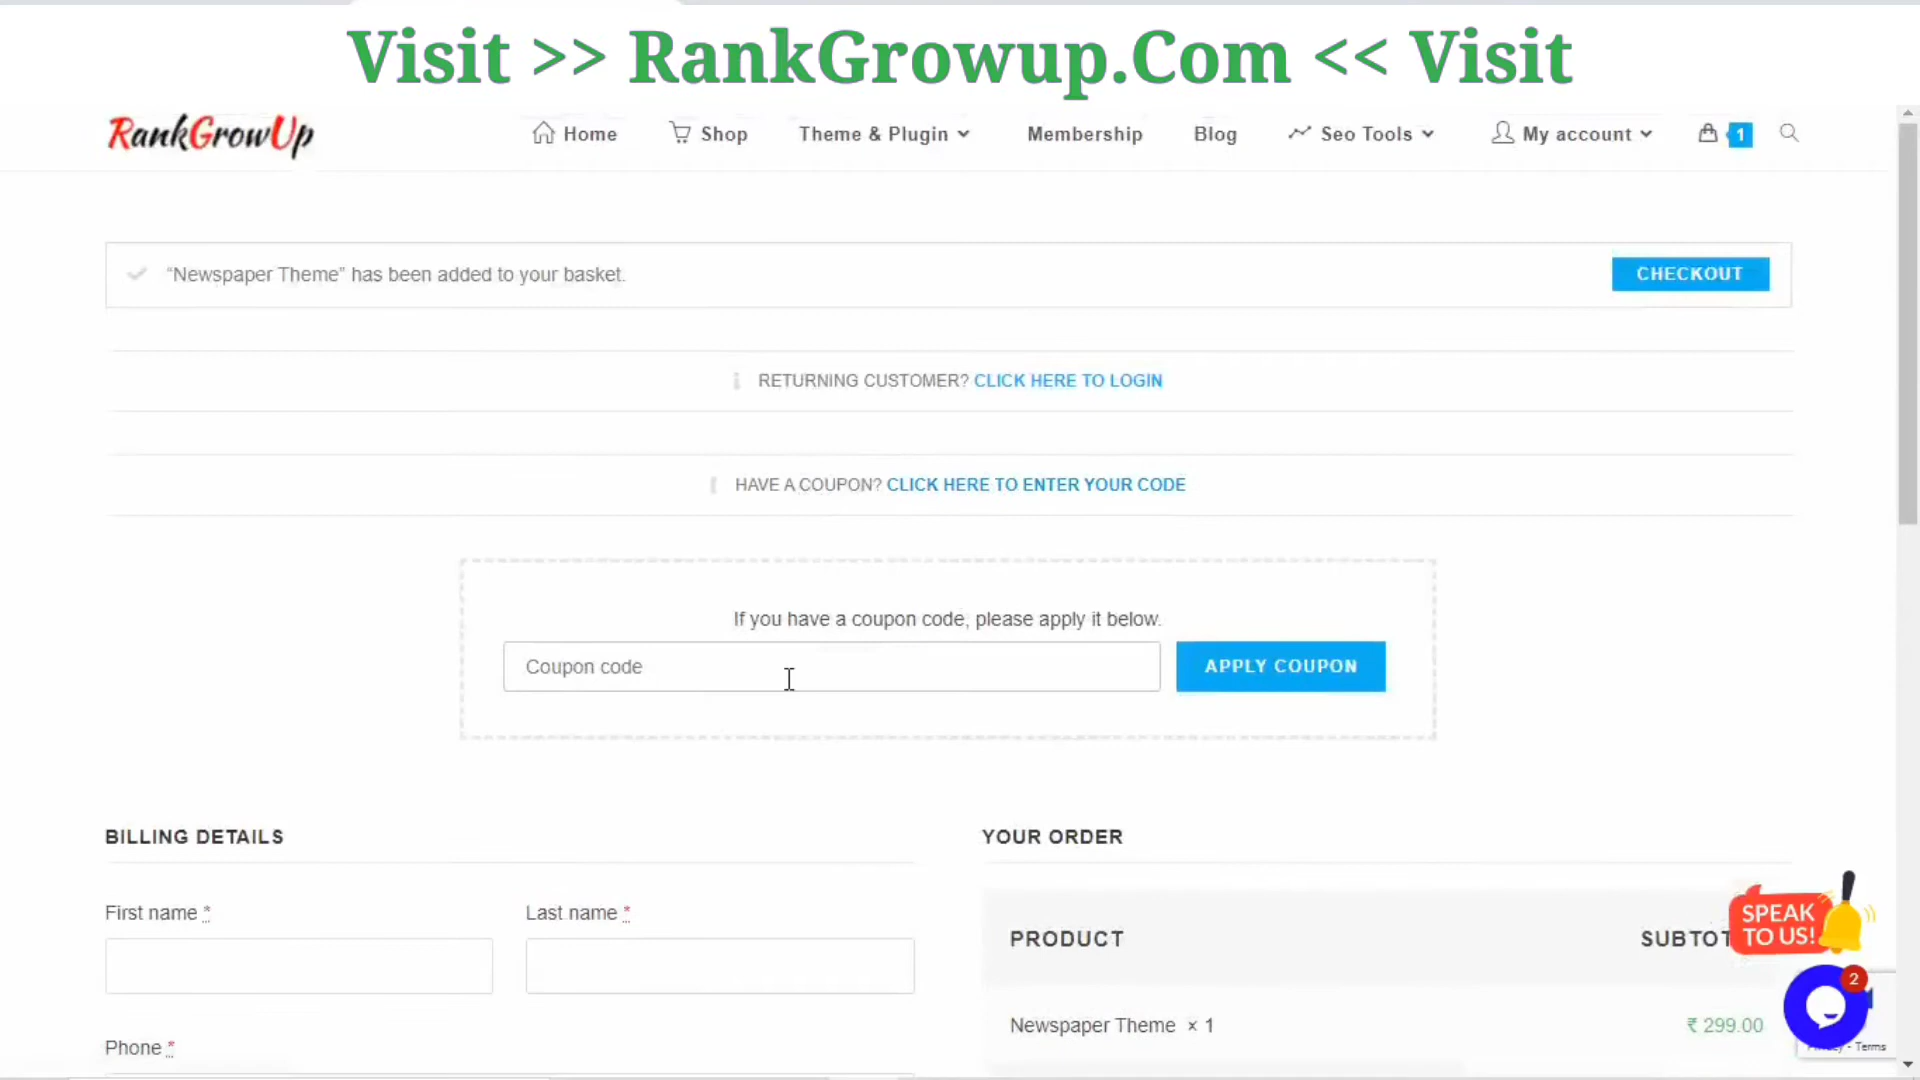 Visit >> RankGrowup.Com << Visit
RankGrowUp
Home
Shop
Theme & Plugin
Membership
Blog
Seo Tools
My account
1
“Newspaper Theme” has been added to your basket.
CHECKOUT
RETURNING CUSTOMER? CLICK HERE TO LOGIN
HAVE A COUPON? CLICK HERE TO ENTER YOUR CODE
If you have a coupon code, please apply it below.
Coupon code
APPLY COUPON
BILLING DETAILS
YOUR ORDER
First name *
Last name *
PRODUCT
SPEAK
TO US!
2
Newspaper Theme × 1
₹ 299.00
Phone *
- Terms